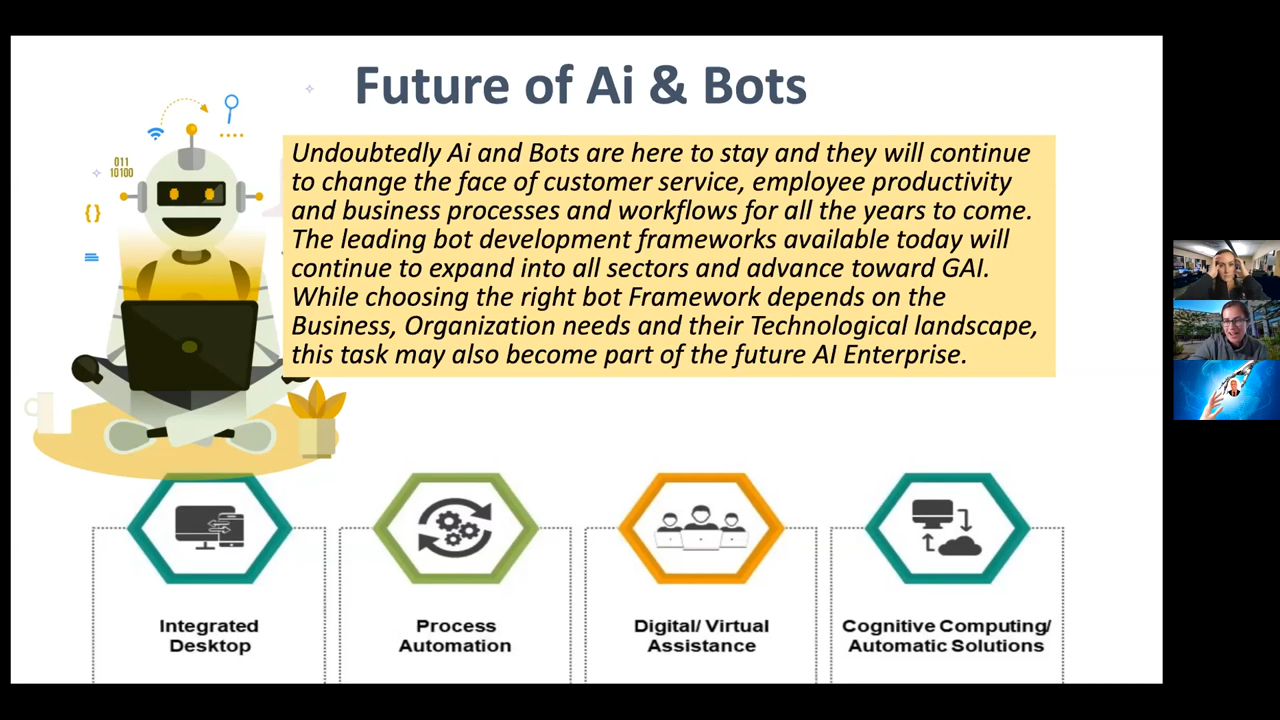 Future of Ai & Bots
Undoubtedly Ai and Bots are here to stay and they will continue
to change the face of customer service, employee productivity
and business processes and workflows for all the years to come.
The leading bot development frameworks available today will
continue to expand into all sectors and advance toward GAI.
While choosing the right bot Framework depends on the
Business, Organization needs and their Technological landscape,
this task may also become part of the future AI Enterprise.
011
10100
{}
Integrated
Desktop
Process
Automation
Digital/ Virtual
Assistance
Cognitive Computing/
Automatic Solutions